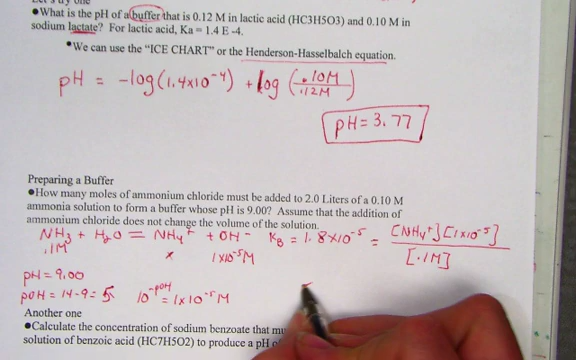 ●What is the pH of a buffer that is 0.12 M in lactic acid (HC3H5O3) and 0.10 M in
sodium lactate? For lactic acid, Ka = 1.4 E -4.
●We can use the "ICE CHART" or the Henderson-Hasselbalch equation.
pH = -log(1.4x10⁻⁴) + log (.10M/.12M)
pH = 3.77
Preparing a Buffer
●How many moles of ammonium chloride must be added to 2.0 Liters of a 0.10 M
ammonia solution to form a buffer whose pH is 9.00? Assume that the addition of
ammonium chloride does not change the volume of the solution.
NH3 + H2O = NH4⁺ + OH⁻ KB = 1.8x10⁻⁵ = [NH4⁺][1x10⁻⁵]/[.1M]
.1M x 1x10⁻⁵M
pH = 9.00
pOH = 14-9 = 5 10⁻ᵖᴼᴴ = 1x10⁻⁵ M
Another one
●Calculate the concentration of sodium benzoate that
solution of benzoic acid (HC7H5O2) to produce a pH